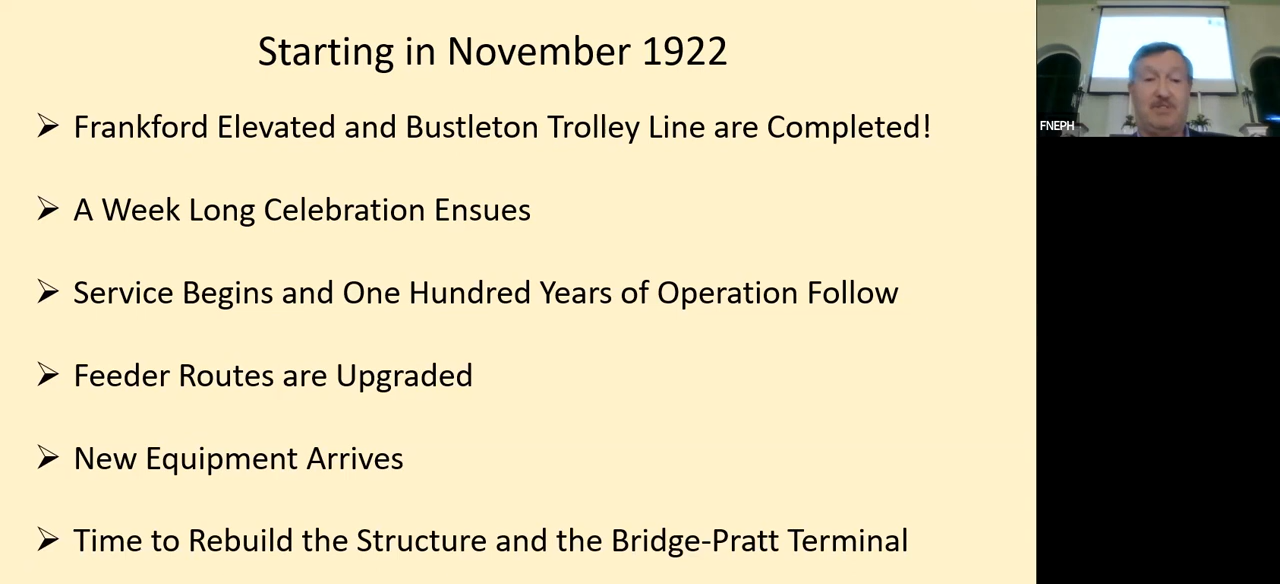 Starting in November 1922
➢ Frankford Elevated and Bustleton Trolley Line are Completed!
➢ A Week Long Celebration Ensues
➢ Service Begins and One Hundred Years of Operation Follow
➢ Feeder Routes are Upgraded
➢ New Equipment Arrives
➢ Time to Rebuild the Structure and the Bridge-Pratt Terminal
FNEPH